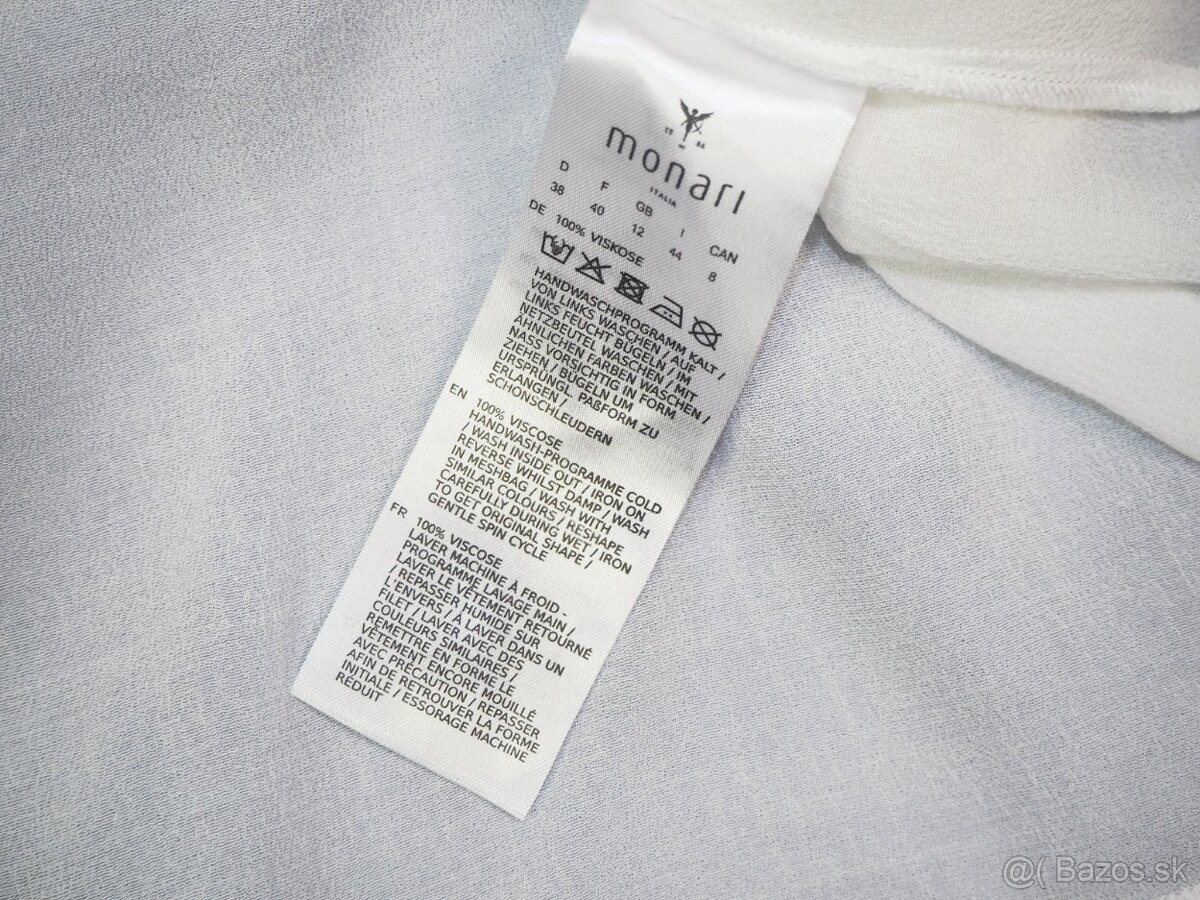 monari
ITALIA
D F GB I CAN
38 40 12 44 8
DE 100% VISKOSE
HANDWASCHPROGRAMM KALT /
VON LINKS WASCHEN / AUF
LINKS FEUCHT BÜGELN / IM
NETZBEUTEL WASCHEN / MIT
ÄHNLICHEN FARBEN WASCHEN /
NASS VORSICHTIG IN FORM
ZIEHEN / BÜGELN UM
URSPRÜNGL. PAßFORM ZU
ERLANGEN /
SCHONSCHLEUDERN
EN 100% VISCOSE
HANDWASH-PROGRAMME COLD
/ WASH INSIDE OUT / IRON ON
REVERSE WHILST DAMP / WASH
IN MESHBAG / WASH WITH
SIMILAR COLOURS / RESHAPE
CAREFULLY DURING WET / IRON
TO GET ORIGINAL SHAPE /
GENTLE SPIN CYCLE
FR 100% VISCOSE
LAVER MACHINE À FROID -
PROGRAMME LAVAGE MAIN /
LAVER LE VÊTEMENT RETOURNÉ
/ REPASSER HUMIDE SUR
L'ENVERS / À LAVER DANS UN
FILET / LAVER AVEC DES
COULEURS SIMILAIRES /
REMETTRE EN FORME LE
VÊTEMENT ENCORE MOUILLÉ
AVEC PRÉCAUTION / REPASSER
AFIN DE RETROUVER LA FORME
INITIALE / ESSORAGE MACHINE
RÉDUIT
@( Bazos.sk